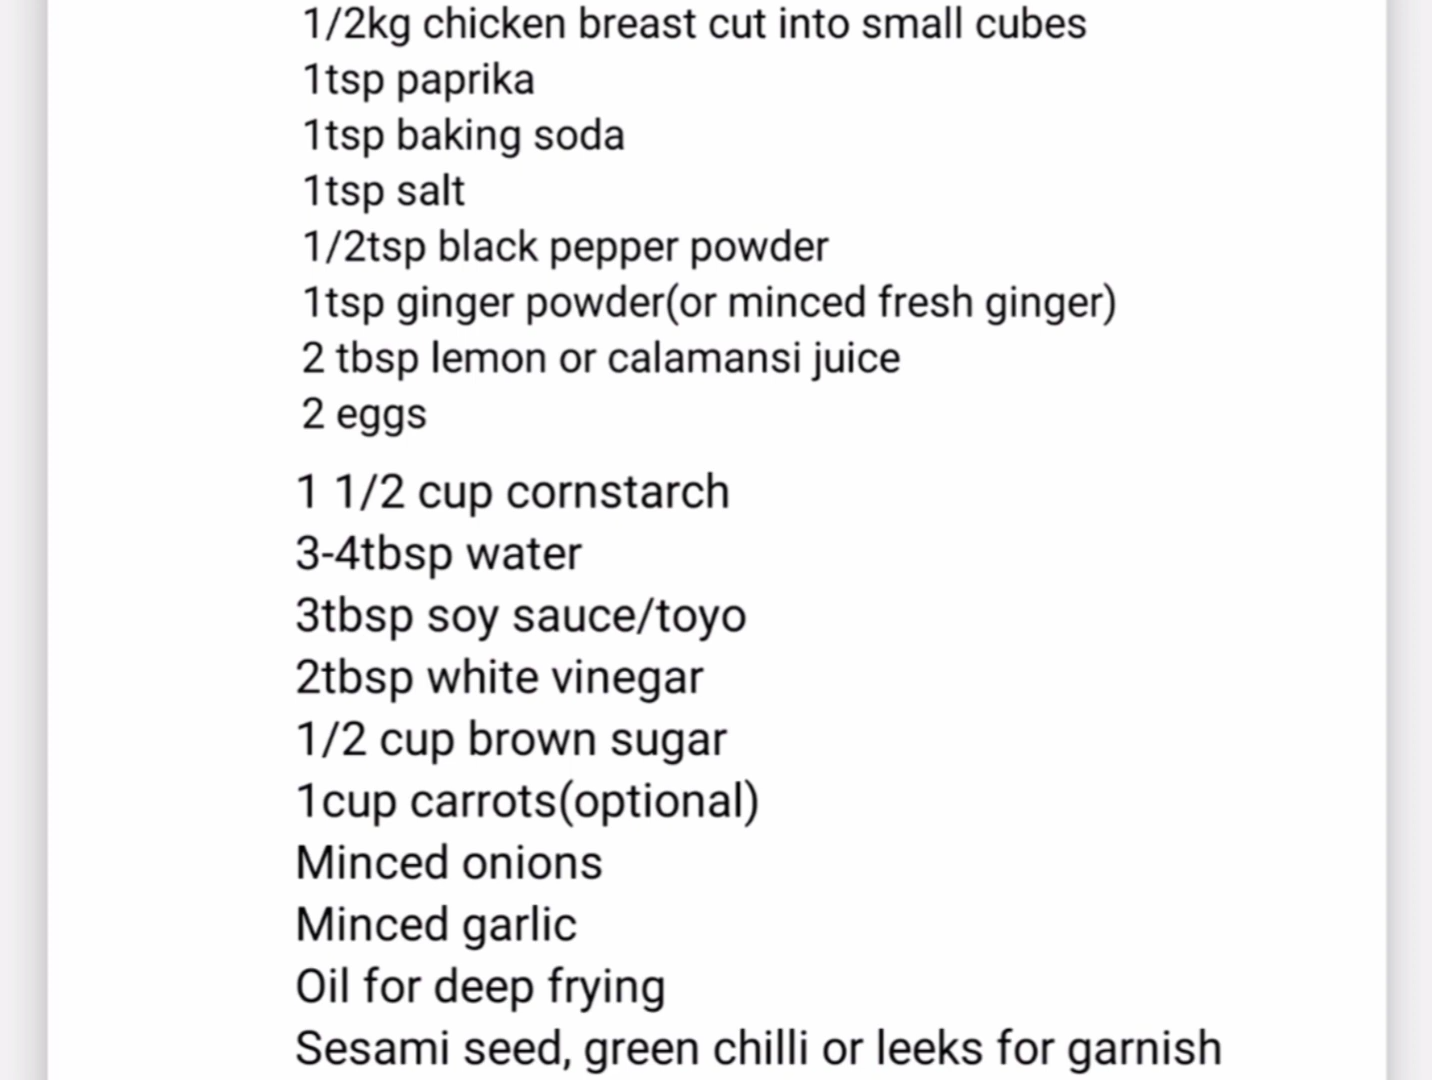 1/2kg chicken breast cut into small cubes
1tsp paprika
1tsp baking soda
1tsp salt
1/2tsp black pepper powder
1tsp ginger powder(or minced fresh ginger)
2 tbsp lemon or calamansi juice
2 eggs
1 1/2 cup cornstarch
3-4tbsp water
3tbsp soy sauce/toyo
2tbsp white vinegar
1/2 cup brown sugar
1cup carrots(optional)
Minced onions
Minced garlic
Oil for deep frying
Sesami seed, green chilli or leeks for garnish